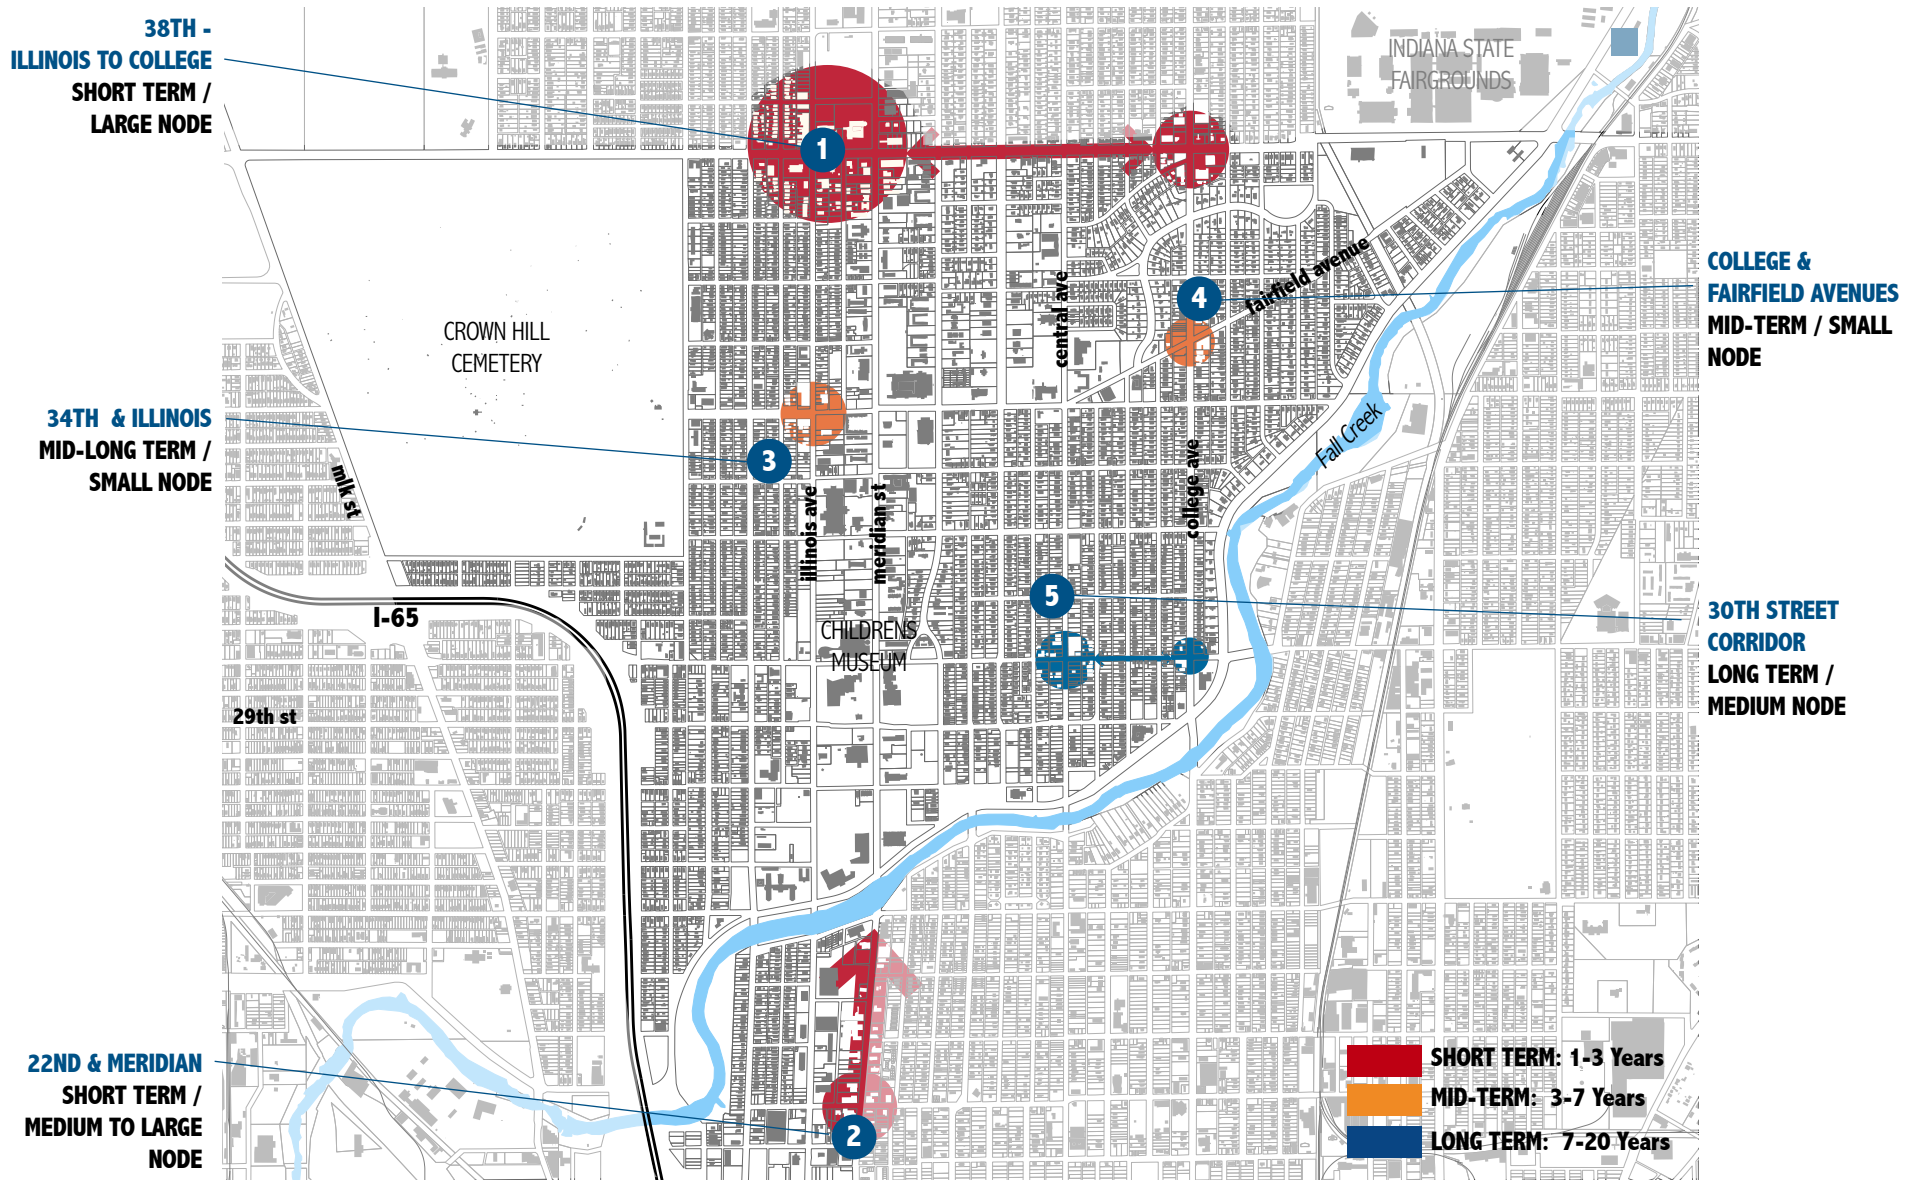 38TH -
ILLINOIS TO COLLEGE
SHORT TERM /
LARGE NODE
INDIANA STATE
FAIRGROUNDS
1
COLLEGE &
FAIRFIELD AVENUES
MID-TERM / SMALL
NODE
4
fairfield avenue
central ave
CROWN HILL
CEMETERY
34TH & ILLINOIS
MID-LONG TERM /
SMALL NODE
3
mlk st
illinois ave
meridian st
college ave
Fall Creek
5
30TH STREET
CORRIDOR
LONG TERM /
MEDIUM NODE
I-65
CHILDRENS
MUSEUM
29th st
22ND & MERIDIAN
SHORT TERM /
MEDIUM TO LARGE
NODE
2
SHORT TERM: 1-3 Years
MID-TERM: 3-7 Years
LONG TERM: 7-20 Years